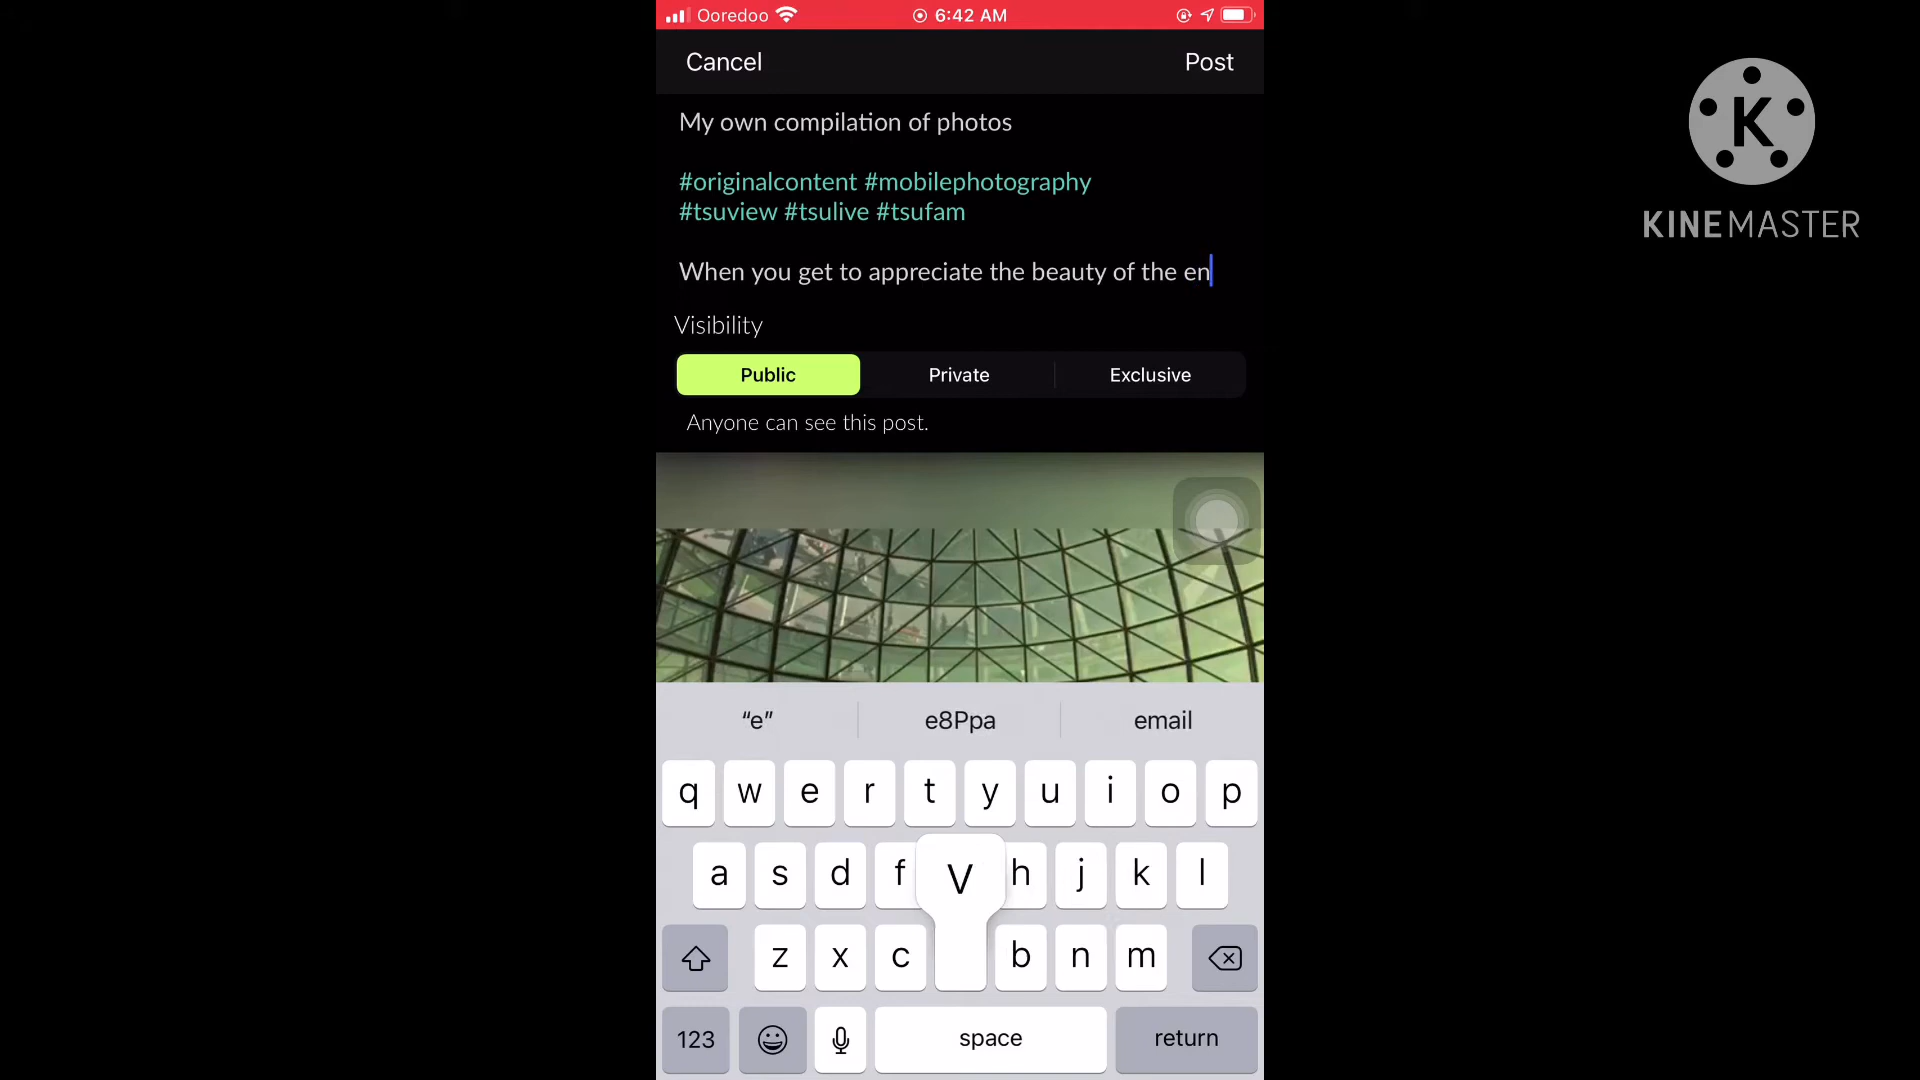 Ooredoo 6:42 AM
Cancel Post
My own compilation of photos
#originalcontent #mobilephotography
#tsuview #tsulive #tsufam
When you get to appreciate the beauty of the en
Visibility
Public Private Exclusive
Anyone can see this post.
"e" e8Ppa email
q w e r t y u i o p
a s d f V h j k l
z x c b n m
123 space return
K
KINEMASTER